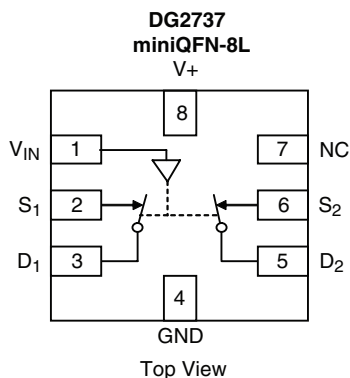 DG2737
miniQFN-8L
V+
8
VIN 1 7 NC
S1 2 6 S2
D1 3 5 D2
4
GND
Top View